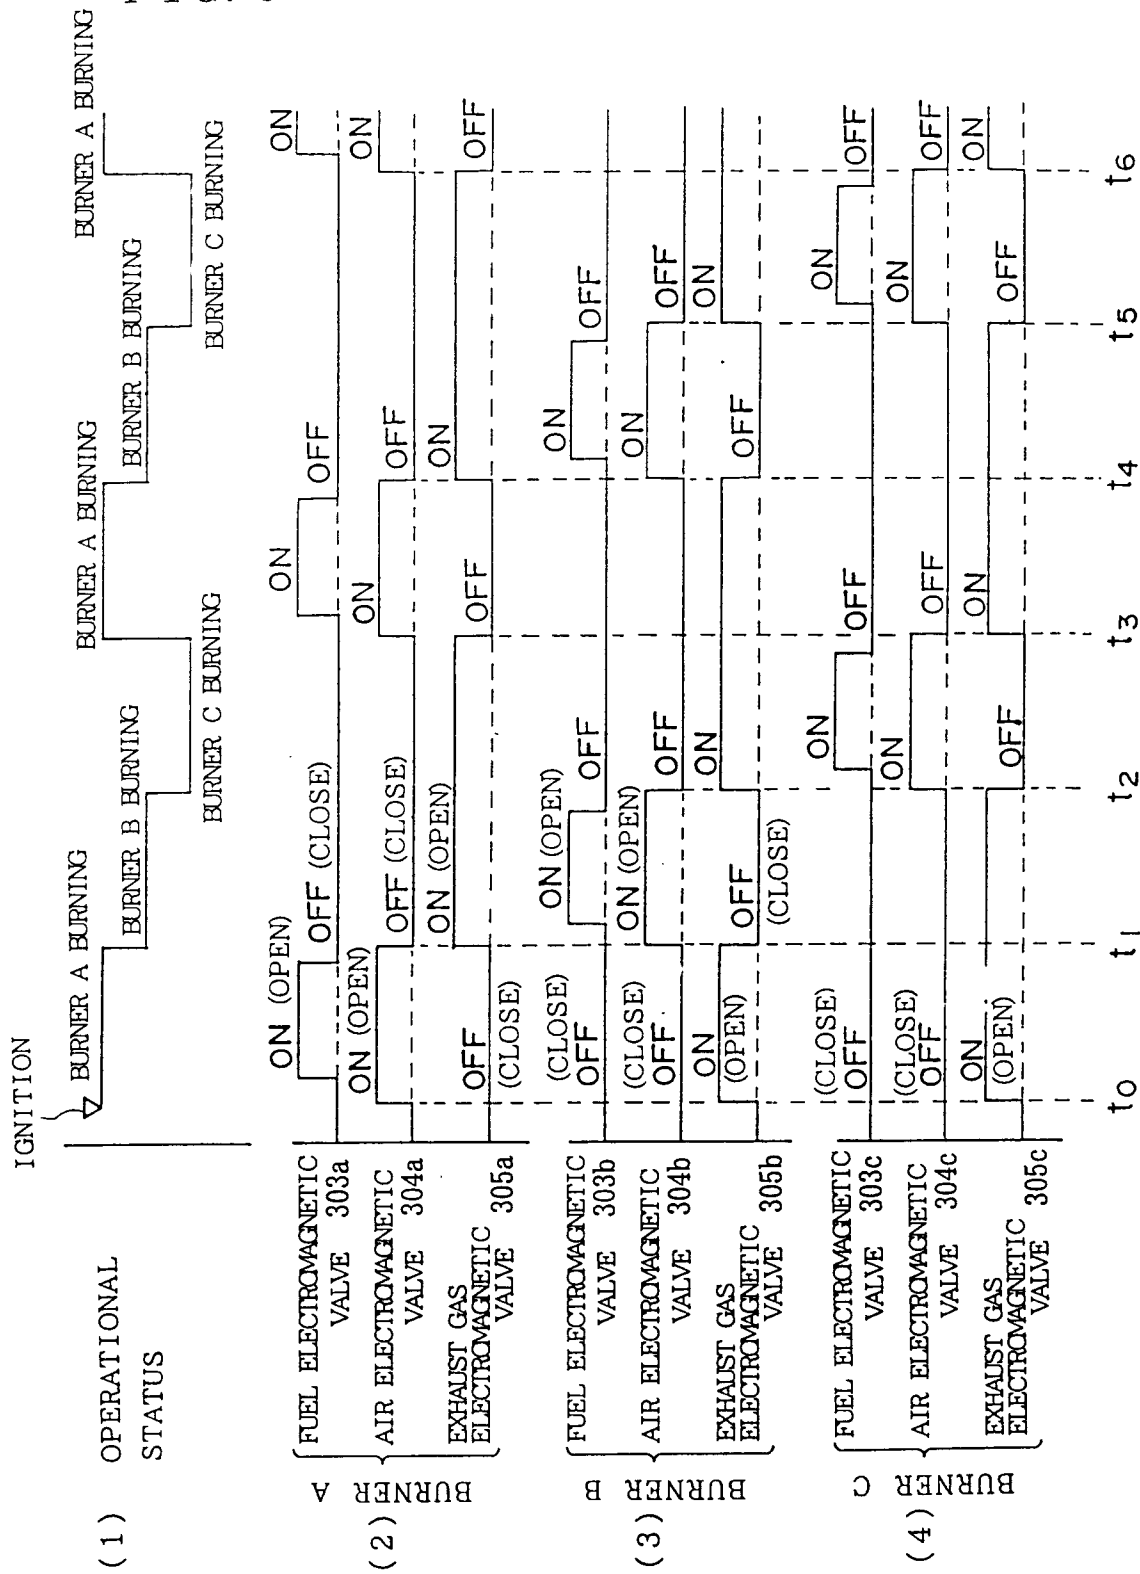 IGNITION
BURNER A BURNING
BURNER B BURNING
BURNER C BURNING
BURNER A BURNING
BURNER B BURNING
BURNER C BURNING
BURNER A BURNING
(1) OPERATIONAL
STATUS
(2) BURNER A
FUEL ELECTROMAGNETIC
VALVE 303a
ON (OPEN) OFF (CLOSE) ON OFF ON
AIR ELECTROMAGNETIC
VALVE 304a
ON (OPEN) OFF (CLOSE) ON OFF ON
EXHAUST GAS
ELECTROMAGNETIC
VALVE 305a
OFF (CLOSE) ON (OPEN) OFF ON OFF
(3) BURNER B
FUEL ELECTROMAGNETIC
VALVE 303b
(CLOSE) OFF ON (OPEN) OFF ON OFF
AIR ELECTROMAGNETIC
VALVE 304b
(CLOSE) OFF ON (OPEN) OFF ON OFF
EXHAUST GAS
ELECTROMAGNETIC
VALVE 305b
ON (OPEN) OFF (CLOSE) ON OFF ON
(4) BURNER C
FUEL ELECTROMAGNETIC
VALVE 303c
(CLOSE) OFF ON OFF ON OFF
AIR ELECTROMAGNETIC
VALVE 304c
(CLOSE) OFF ON OFF ON OFF
EXHAUST GAS
ELECTROMAGNETIC
VALVE 305c
ON (OPEN) OFF ON OFF ON
t0 t1 t2 t3 t4 t5 t6